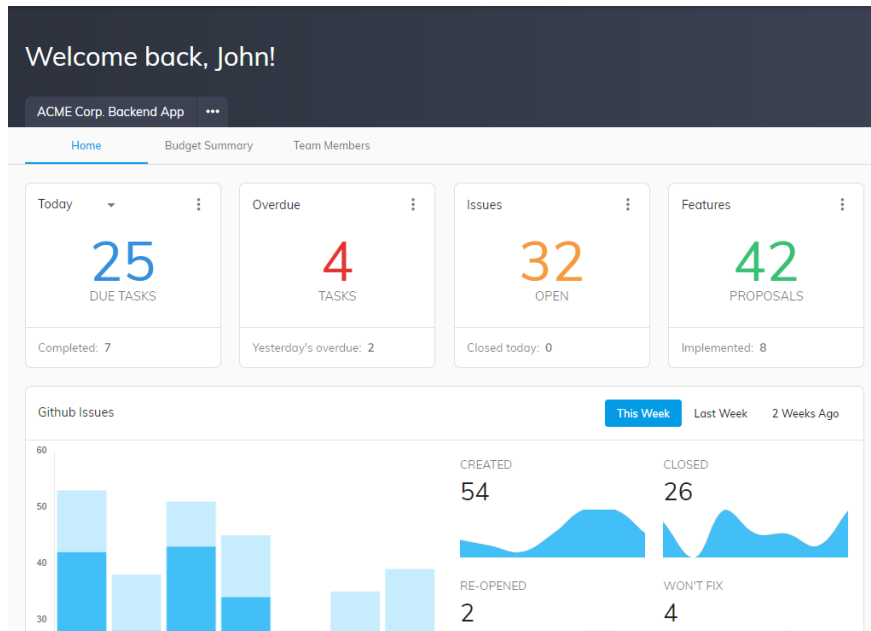 Welcome back, John!
ACME Corp. Backend App •••
Home Budget Summary Team Members
Today
25
DUE TASKS
Completed: 7
Overdue
4
TASKS
Yesterday's overdue: 2
Issues
32
OPEN
Closed today: 0
Features
42
PROPOSALS
Implemented: 8
Github Issues
This Week Last Week 2 Weeks Ago
60
50
40
30
CREATED
54
CLOSED
26
RE-OPENED
2
WON'T FIX
4